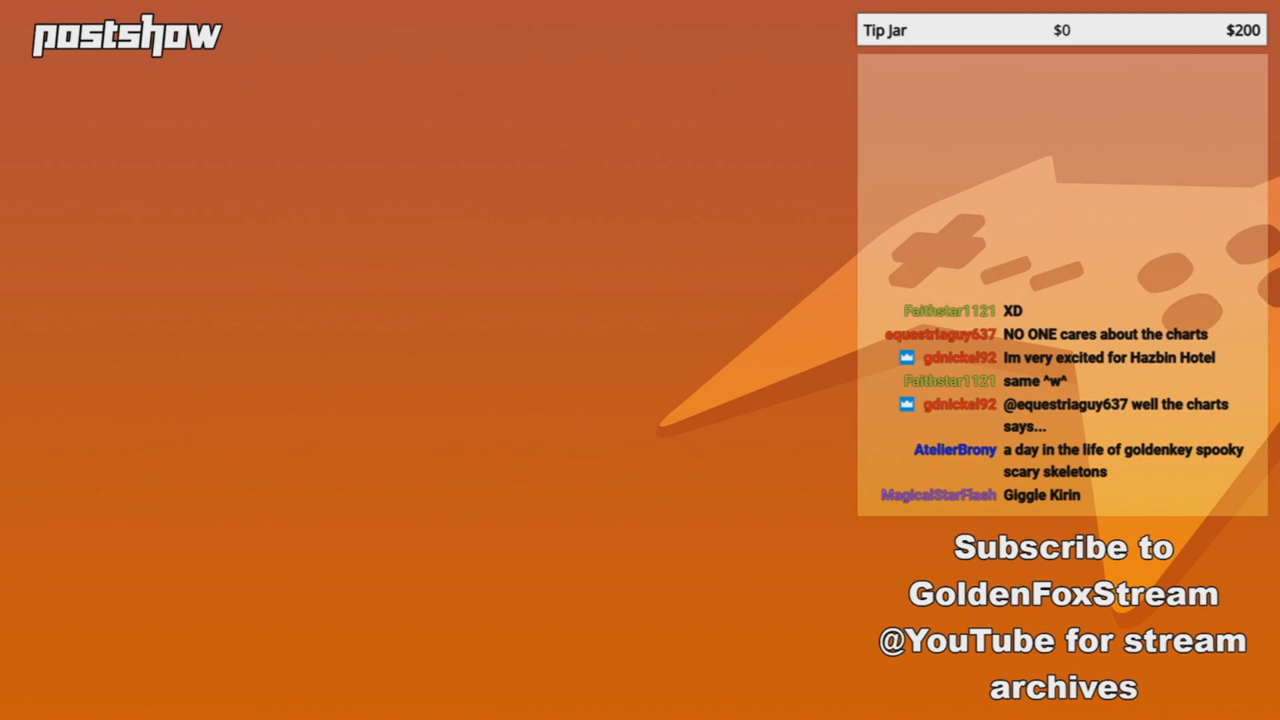 postshow
Tip Jar $0 $200
Faithstar1121 XD
equestriaguy637 NO ONE cares about the charts
gdnickel92 Im very excited for Hazbin Hotel
Faithstar1121 same ^w^
gdnickel92 @equestriaguy637 well the charts
says...
AtelierBrony a day in the life of goldenkey spooky
scary skeletons
MagicalStarFlash Giggle Kirin
Subscribe to
GoldenFoxStream
@YouTube for stream
archives